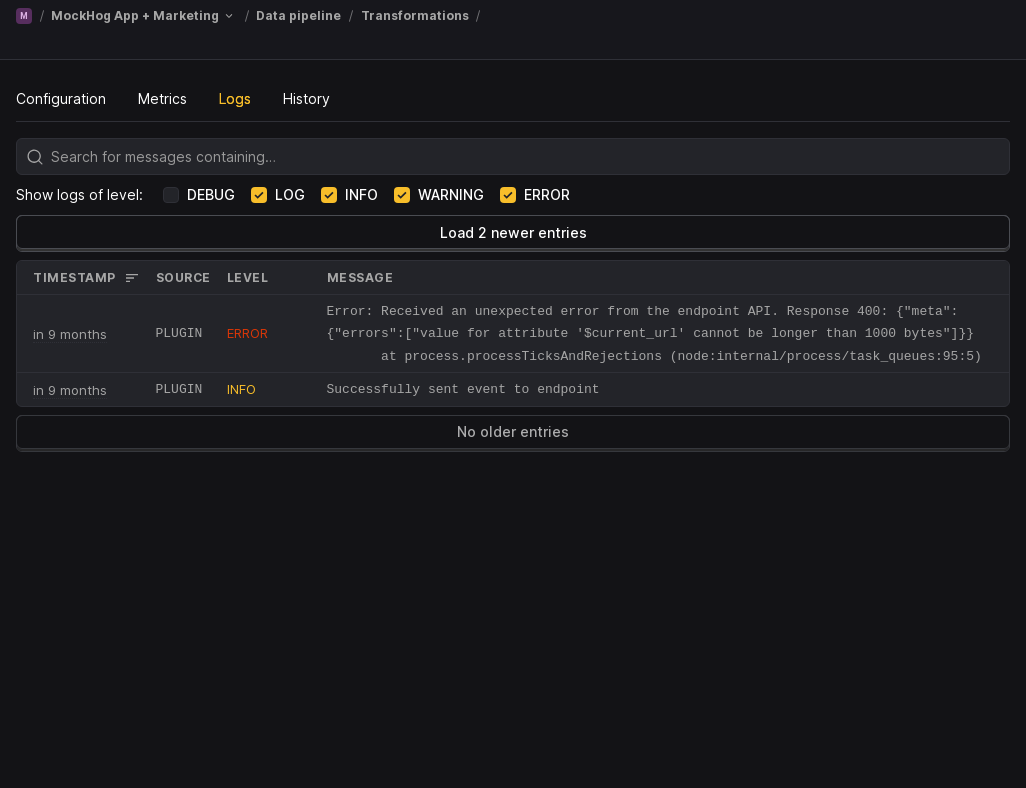 M / MockHog App + Marketing / Data pipeline / Transformations /
Configuration Metrics Logs History
Search for messages containing…
Show logs of level: DEBUG LOG INFO WARNING ERROR
Load 2 newer entries
TIMESTAMP SOURCE LEVEL MESSAGE
in 9 months PLUGIN ERROR Error: Received an unexpected error from the endpoint API. Response 400: {"meta":
{"errors":["value for attribute '$current_url' cannot be longer than 1000 bytes"]}}
at process.processTicksAndRejections (node:internal/process/task_queues:95:5)
in 9 months PLUGIN INFO Successfully sent event to endpoint
No older entries